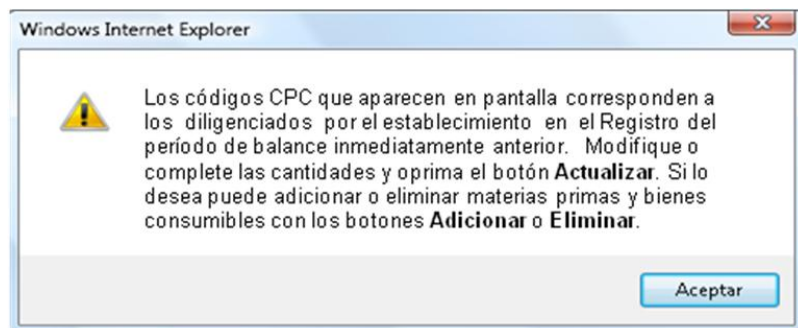 Windows Internet Explorer
Los códigos CPC que aparecen en pantalla corresponden a
los diligenciados por el establecimiento en el Registro del
período de balance inmediatamente anterior. Modifique o
complete las cantidades y oprima el botón Actualizar. Si lo
desea puede adicionar o eliminar materias primas y bienes
consumibles con los botones Adicionar o Eliminar.
Aceptar